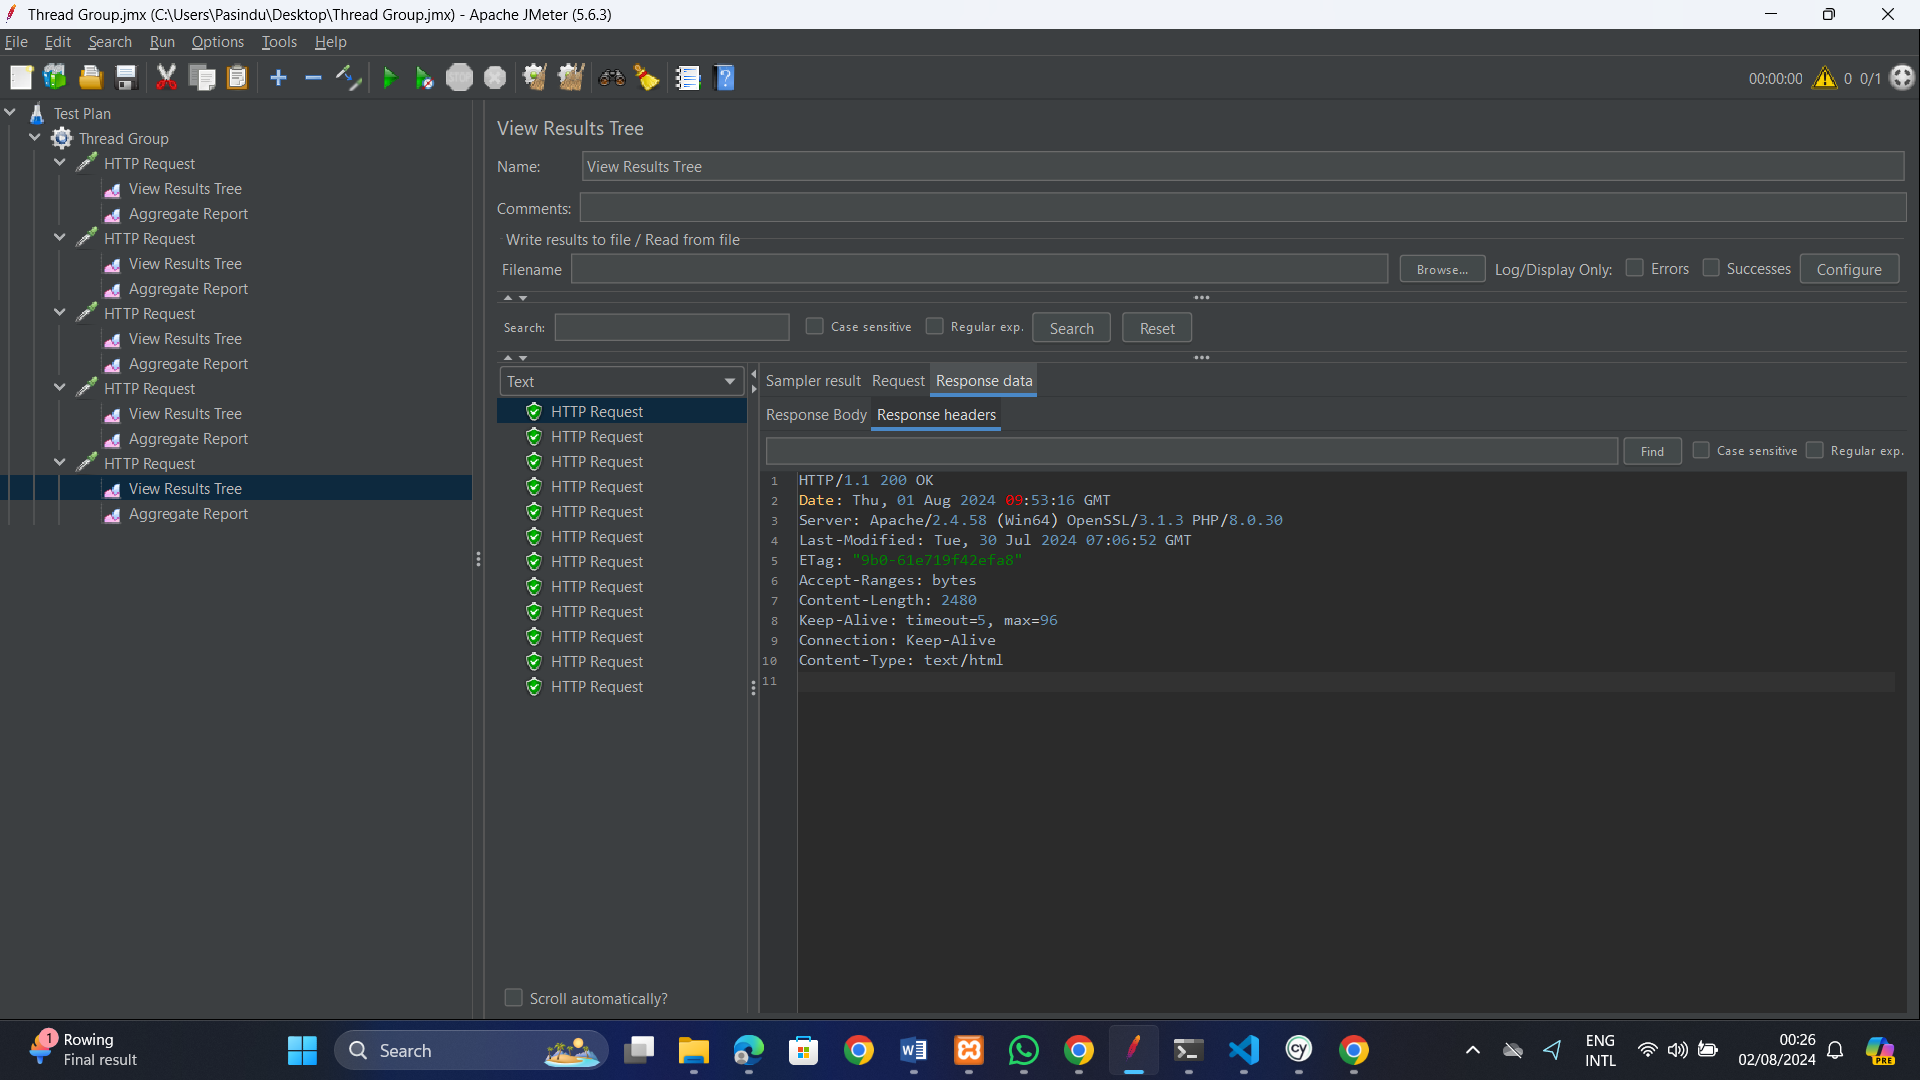 Thread Group.jmx (C:\Users\Pasindu\Desktop\Thread Group.jmx) - Apache JMeter (5.6.3)
File Edit Search Run Options Tools Help
STOP
?
00:00:00 0 0/1
Test Plan
Thread Group
HTTP Request
View Results Tree
Aggregate Report
HTTP Request
View Results Tree
Aggregate Report
HTTP Request
View Results Tree
Aggregate Report
HTTP Request
View Results Tree
Aggregate Report
HTTP Request
View Results Tree
Aggregate Report
View Results Tree
Name: View Results Tree
Comments:
Write results to file / Read from file
Filename Browse... Log/Display Only: Errors Successes Configure
Search: Case sensitive Regular exp. Search Reset
Text
HTTP Request
HTTP Request
HTTP Request
HTTP Request
HTTP Request
HTTP Request
HTTP Request
HTTP Request
HTTP Request
HTTP Request
HTTP Request
HTTP Request
Scroll automatically?
Sampler result Request Response data
Response Body Response headers
Find Case sensitive Regular exp.
1 HTTP/1.1 200 OK
2 Date: Thu, 01 Aug 2024 09:53:16 GMT
3 Server: Apache/2.4.58 (Win64) OpenSSL/3.1.3 PHP/8.0.30
4 Last-Modified: Tue, 30 Jul 2024 07:06:52 GMT
5 ETag: "9b0-61e719f42efa8"
6 Accept-Ranges: bytes
7 Content-Length: 2480
8 Keep-Alive: timeout=5, max=96
9 Connection: Keep-Alive
10 Content-Type: text/html
11
1 Rowing
Final result
Search
W
cy
ENG
INTL
00:26
02/08/2024
PRE